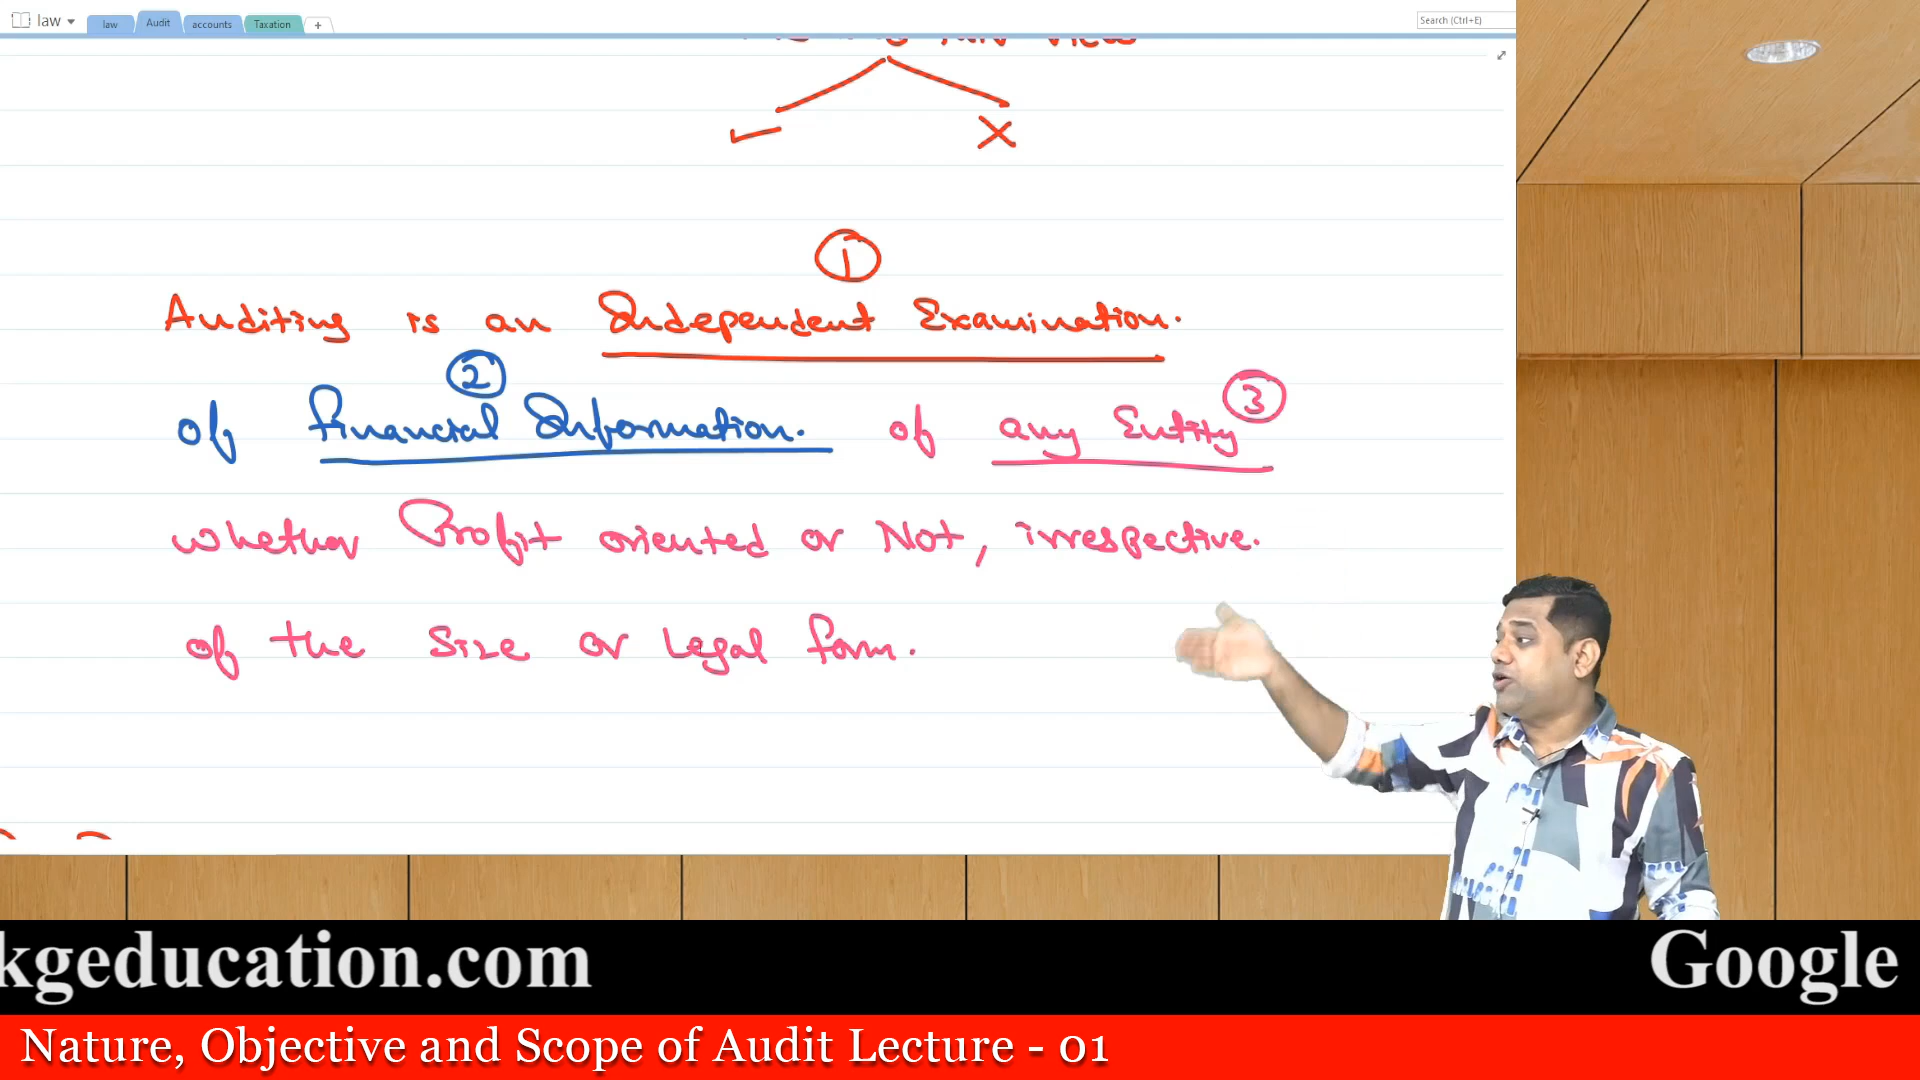 law
law Audit accounts Taxation +
Search (Ctrl+E)
1
Auditing is an Independent Examination.
2
3
of financial Information. of any Entity
whether Profit oriented or Not, irrespective.
of the Size or Legal form.
kgeducation.com
Google
Nature, Objective and Scope of Audit Lecture - 01